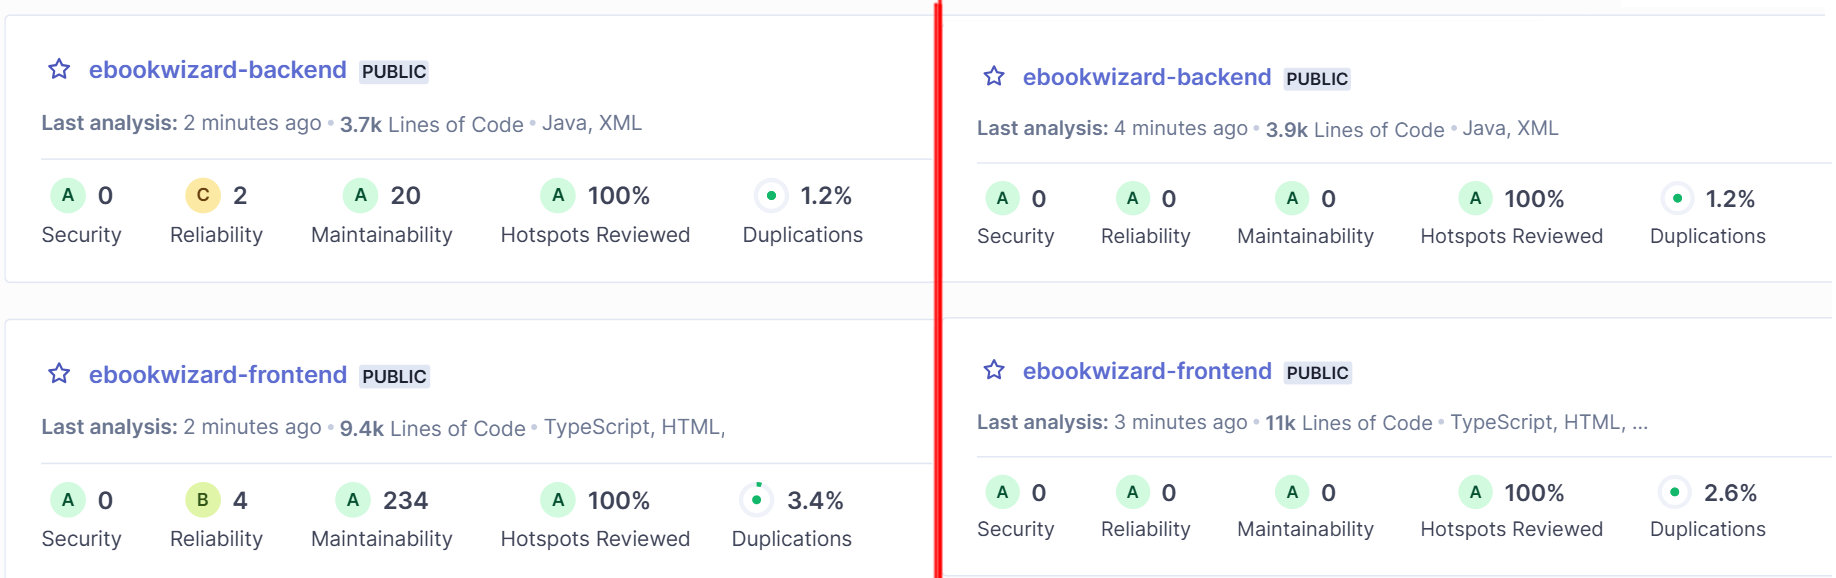 ebookwizard-backend PUBLIC
Last analysis: 2 minutes ago • 3.7k Lines of Code • Java, XML
A 0 C 2 A 20 A 100% 1.2%
Security Reliability Maintainability Hotspots Reviewed Duplications
ebookwizard-frontend PUBLIC
Last analysis: 2 minutes ago • 9.4k Lines of Code • TypeScript, HTML,
A 0 B 4 A 234 A 100% 3.4%
Security Reliability Maintainability Hotspots Reviewed Duplications
ebookwizard-backend PUBLIC
Last analysis: 4 minutes ago • 3.9k Lines of Code • Java, XML
A 0 A 0 A 0 A 100% 1.2%
Security Reliability Maintainability Hotspots Reviewed Duplications
ebookwizard-frontend PUBLIC
Last analysis: 3 minutes ago • 11k Lines of Code • TypeScript, HTML, ...
A 0 A 0 A 0 A 100% 2.6%
Security Reliability Maintainability Hotspots Reviewed Duplications